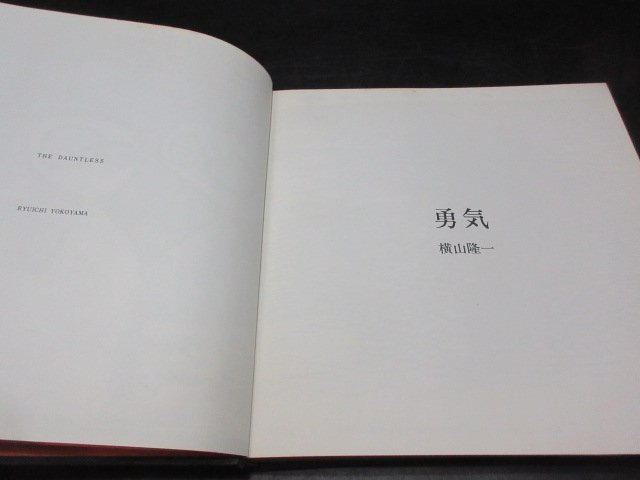 THE DAUNTLESS
RYUICHI YOKOYAMA
勇気
横山隆一